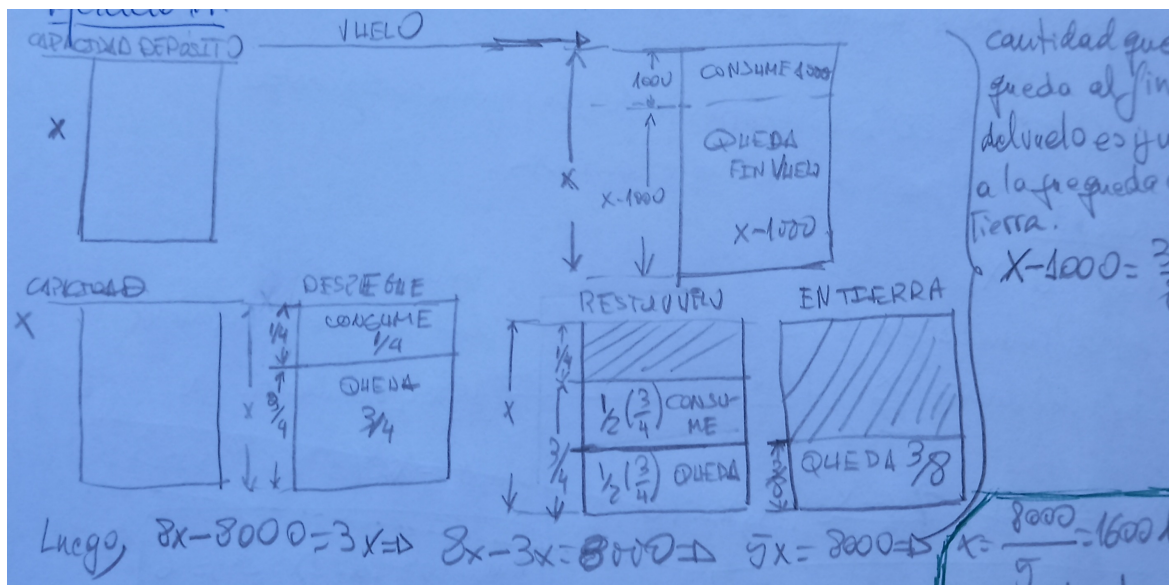 CAPACIDAD DEPÓSITO
VUELO
X
1000
X
X-1000
CONSUME 1000
QUEDA
FIN VUELO
X-1000
cantidad que
queda al fin
del vuelo es
a la que queda
Tierra.
X-1000=
CAPACIDAD
X
DESPEGUE
X
1/4
3/4
CONSUME
1/4
QUEDA
3/4
RESTO VUELO
X
1/4
3/4
1/2 (3/4) CONSU-
ME
1/2 (3/4) QUEDA
EN TIERRA
3/8
QUEDA 3/8
Luego, 8x-8000=3x⇒ 8x-3x=8000⇒ 5x=8000⇒ x=8000/5=1600